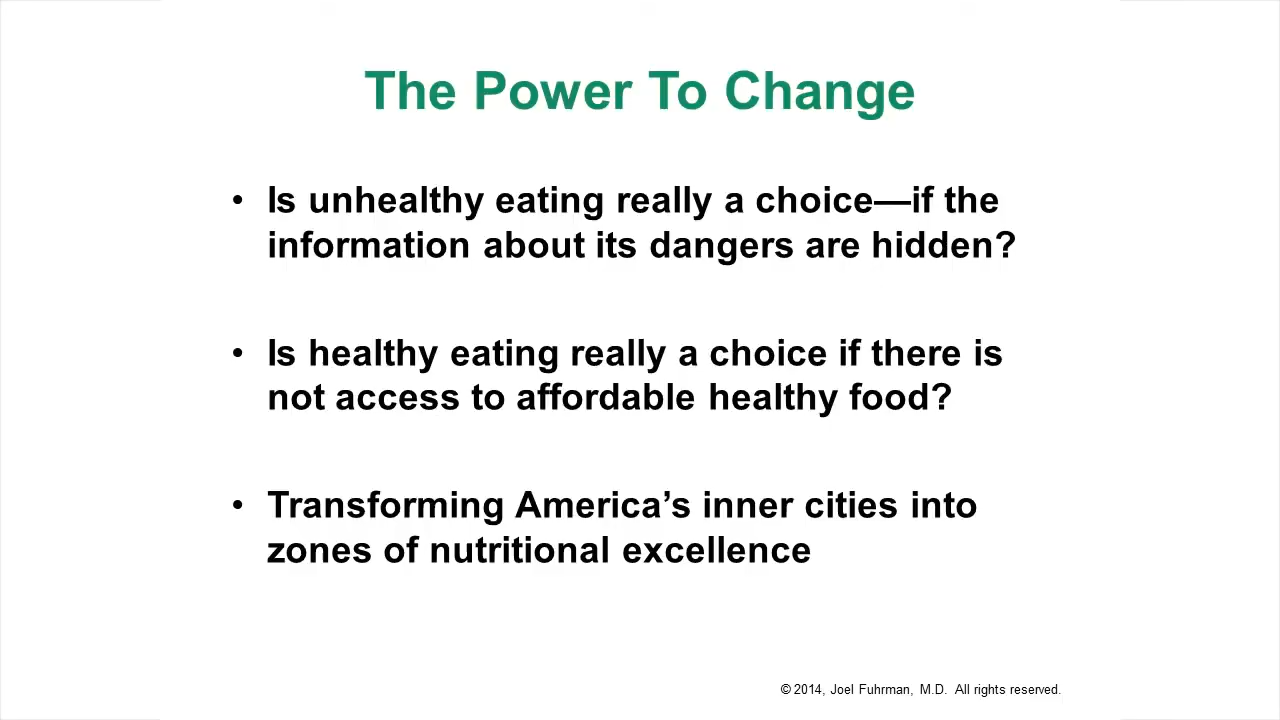 The Power To Change
• Is unhealthy eating really a choice—if the
information about its dangers are hidden?
• Is healthy eating really a choice if there is
not access to affordable healthy food?
• Transforming America’s inner cities into
zones of nutritional excellence
© 2014, Joel Fuhrman, M.D. All rights reserved.